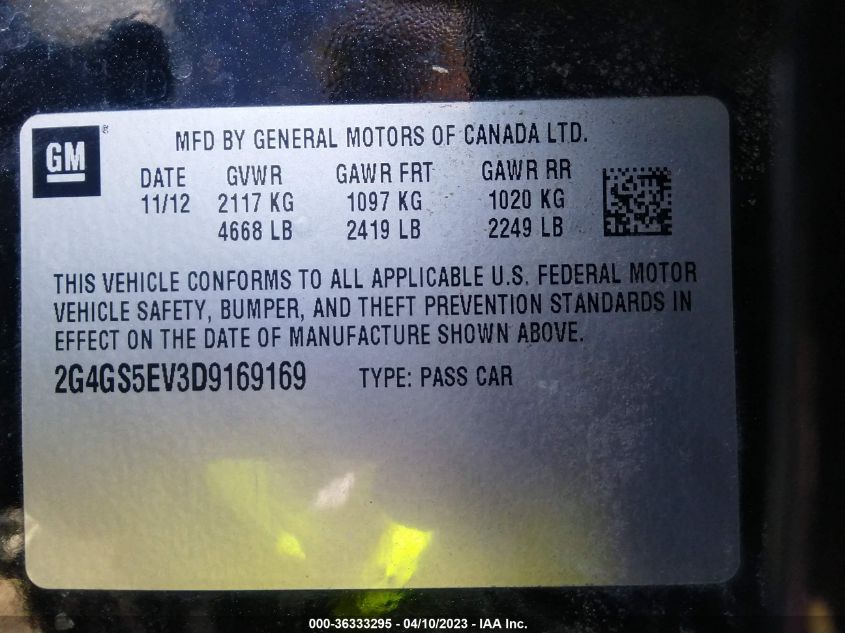 GM ®
MFD BY GENERAL MOTORS OF CANADA LTD.
DATE GVWR GAWR FRT GAWR RR
11/12 2117 KG 1097 KG 1020 KG
4668 LB 2419 LB 2249 LB
THIS VEHICLE CONFORMS TO ALL APPLICABLE U.S. FEDERAL MOTOR
VEHICLE SAFETY, BUMPER, AND THEFT PREVENTION STANDARDS IN
EFFECT ON THE DATE OF MANUFACTURE SHOWN ABOVE.
2G4GS5EV3D9169169 TYPE: PASS CAR
000-36333295 - 04/10/2023 - IAA Inc.